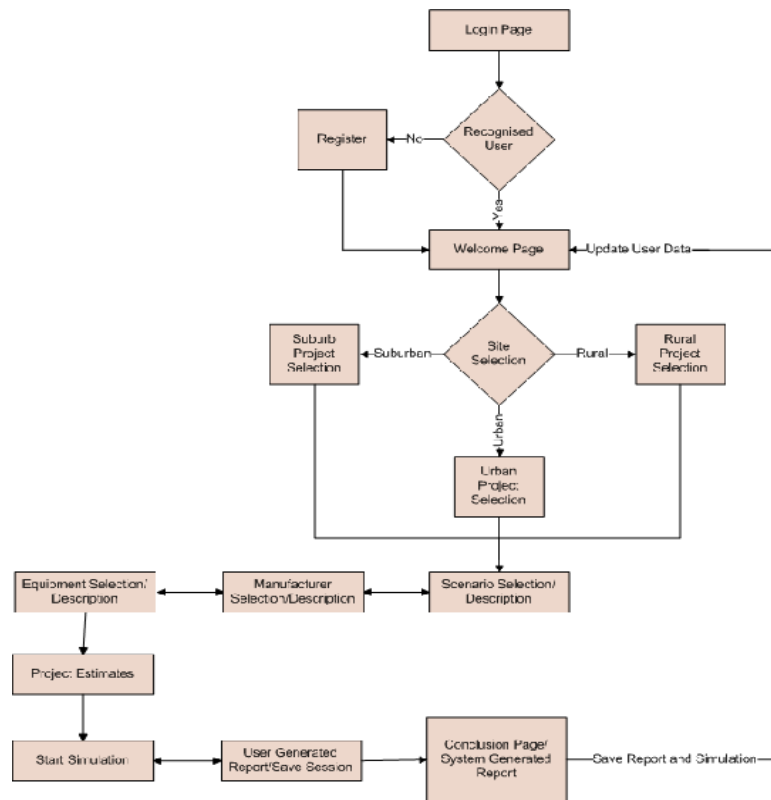 Login Page
Recognised
User
No
Register
Yes
Welcome Page
Update User Data
Suburb
Project
Selection
Suburban
Site
Selection
Rural
Rural
Project
Selection
Urban
Urban
Project
Selection
Equipment Selection/
Description
Manufacturer
Selection/Description
Scenario Selection/
Description
Project Estimates
Start Simulation
User Generated
Report/Save Session
Conclusion Page/
System Generated
Report
Save Report and Simulation